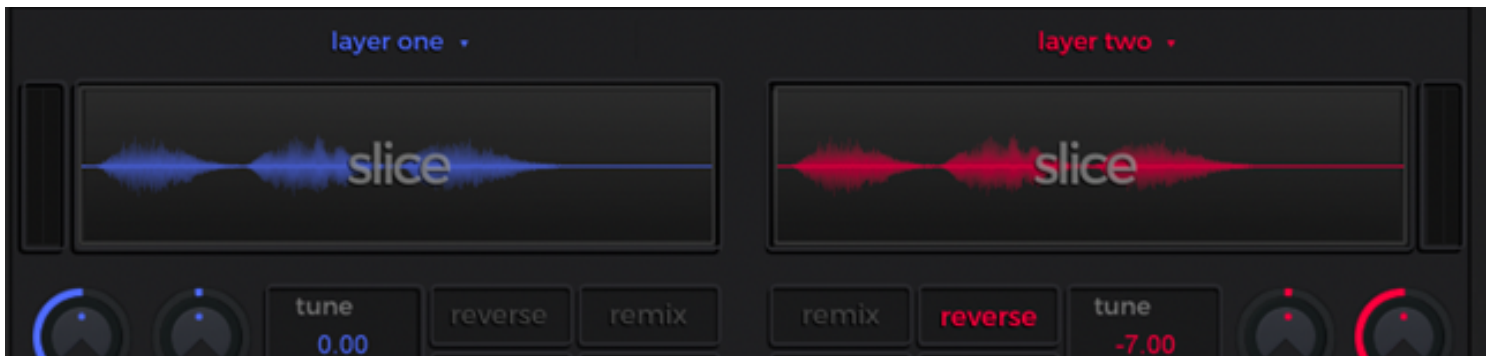 layer one
layer two
slice
slice
tune
0.00
reverse
remix
remix
reverse
tune
-7.00